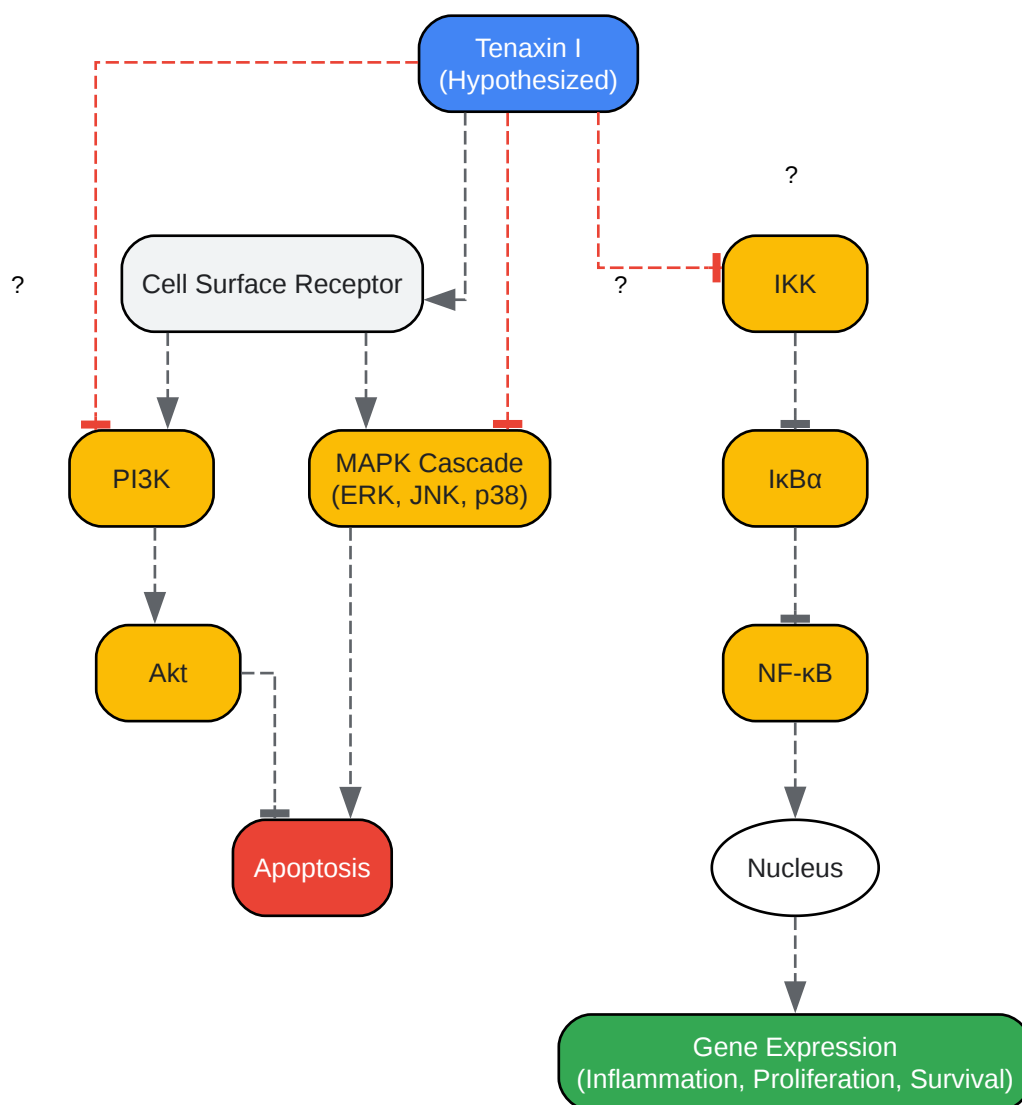 Tenaxin I
(Hypothesized)
?
Cell Surface Receptor
?
?
IKK
PI3K
MAPK Cascade
(ERK, JNK, p38)
IκBα
Akt
NF-κB
Apoptosis
Nucleus
Gene Expression
(Inflammation, Proliferation, Survival)